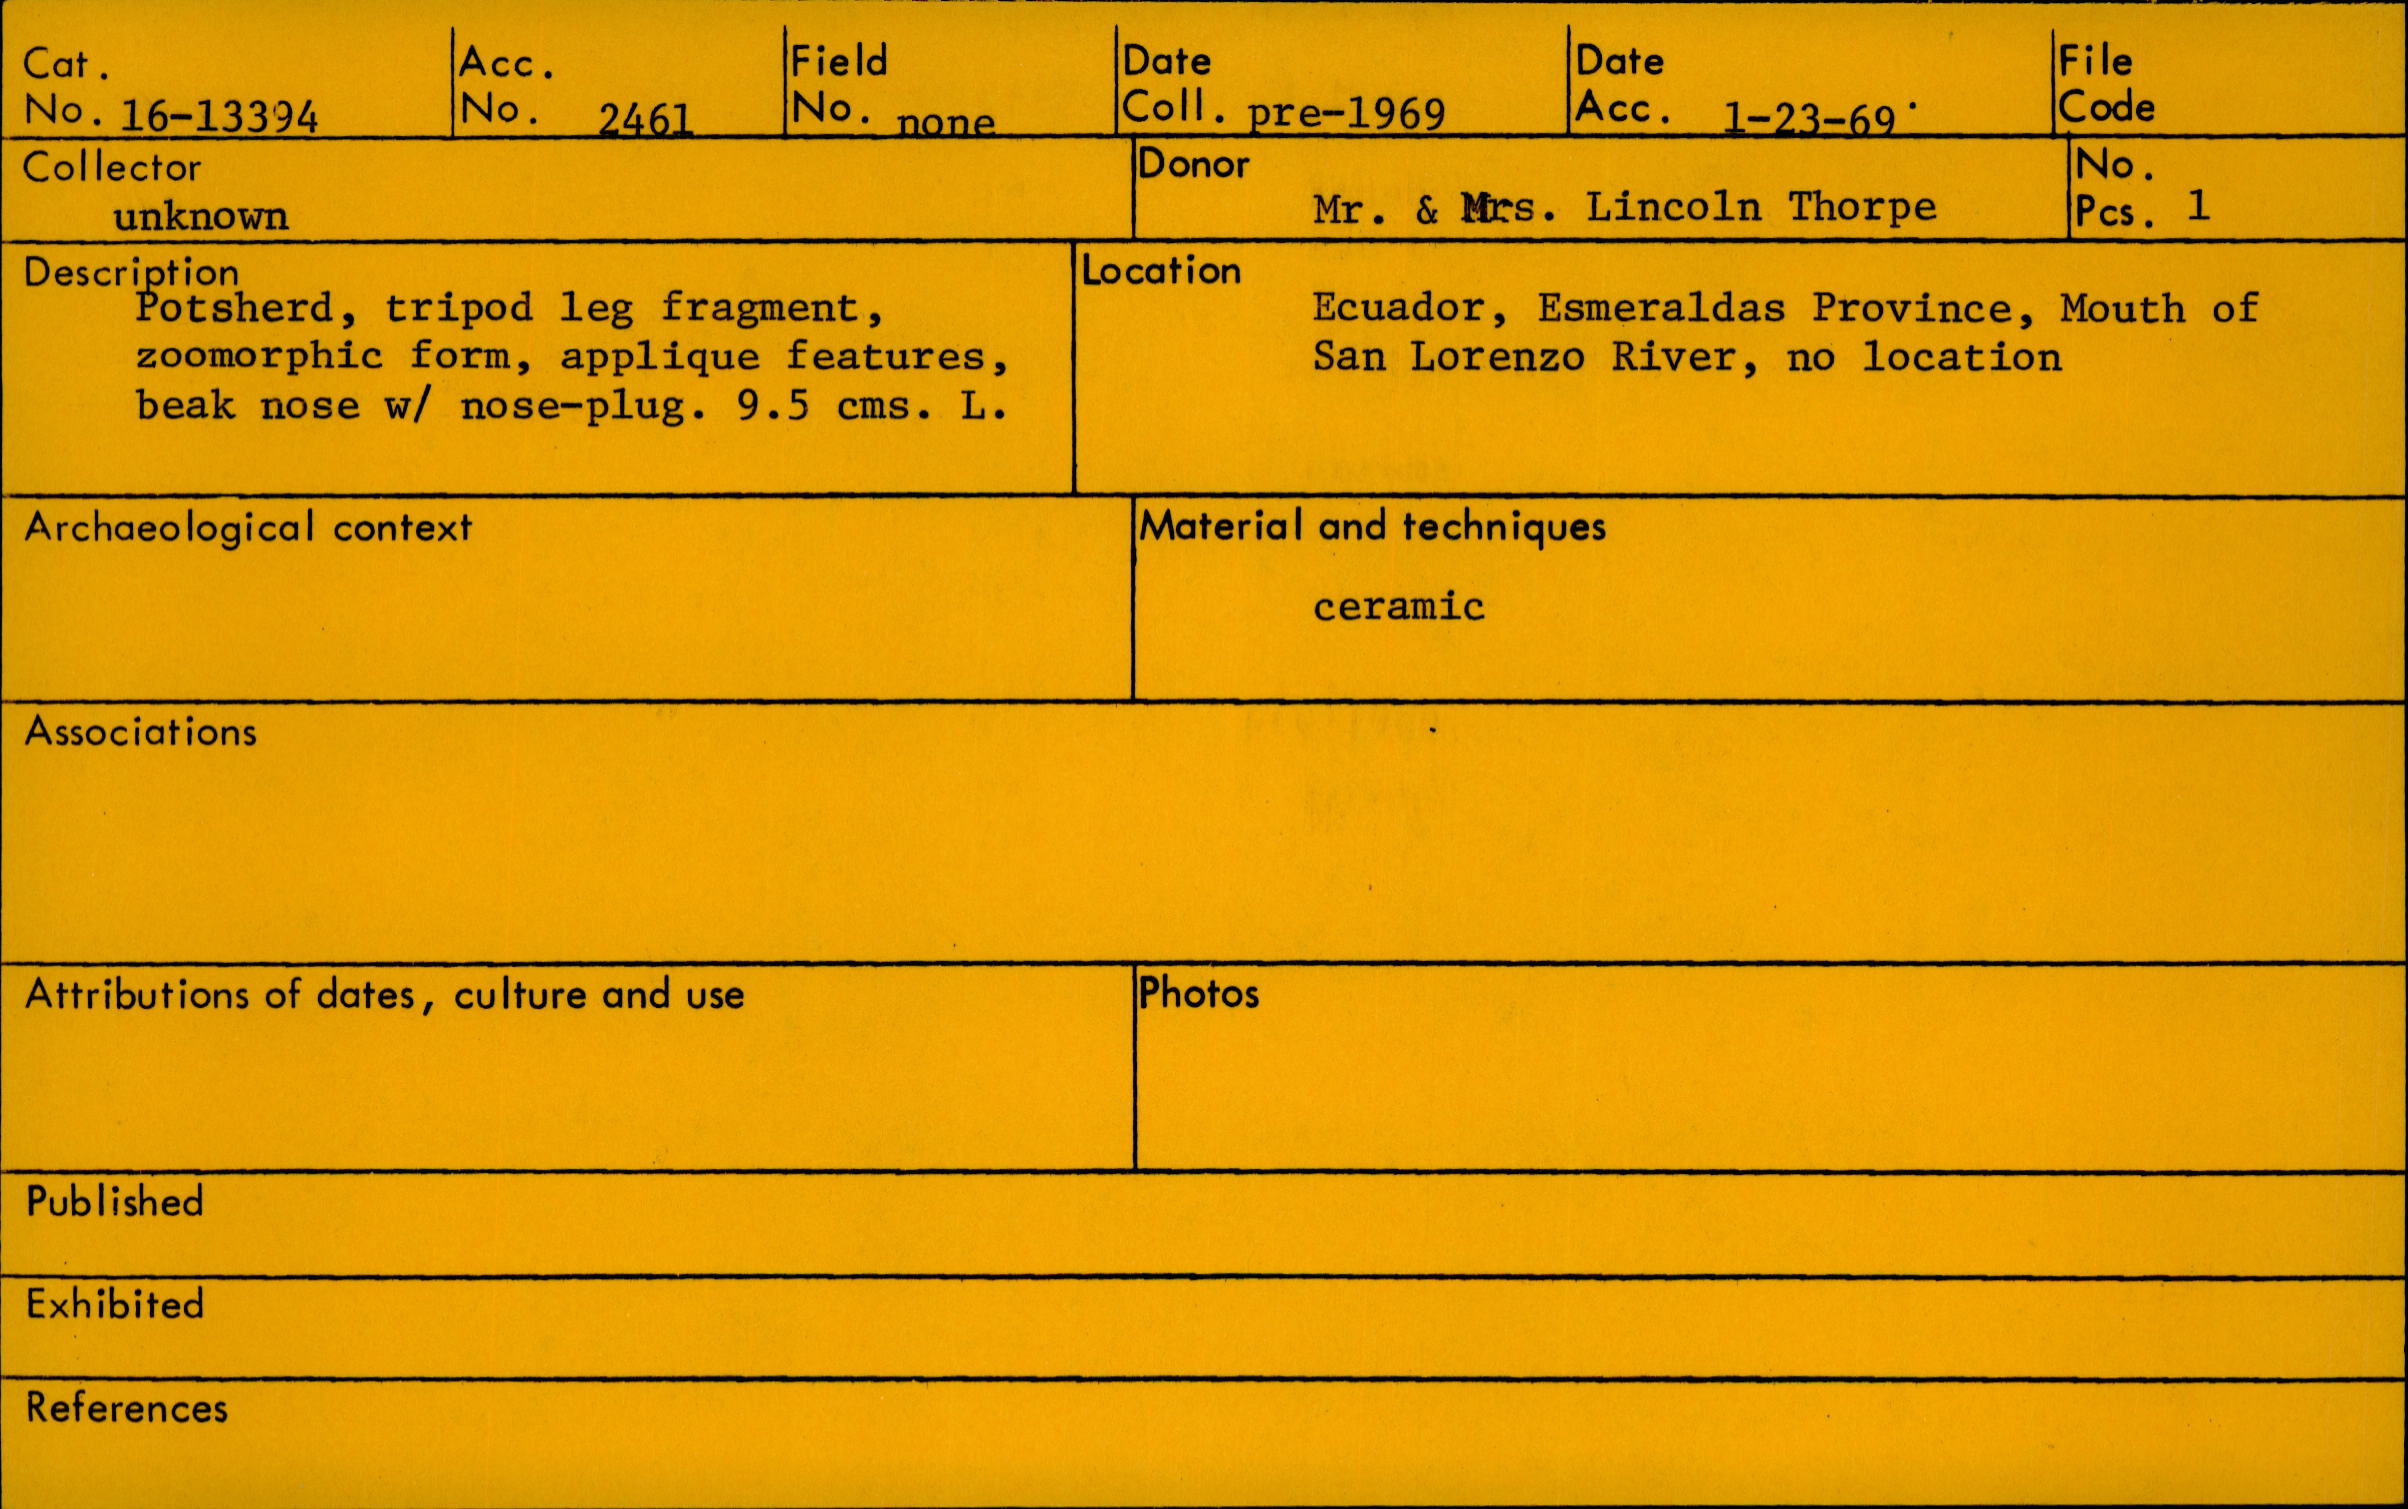 Cat. No. 16-13394
Acc. No. 2461
Field No. none
Date Coll. pre-1969
Date Acc. 1-23-69
File Code
Collector
unknown
Donor
Mr. & Mrs. Lincoln Thorpe
No. Pcs. 1
Description
Potsherd, tripod leg fragment,
zoomorphic form, applique features,
beak nose w/ nose-plug. 9.5 cms. L.
Location
Ecuador, Esmeraldas Province, Mouth of
San Lorenzo River, no location
Archaeological context
Material and techniques
ceramic
Associations
Attributions of dates, culture and use
Photos
Published
Exhibited
References